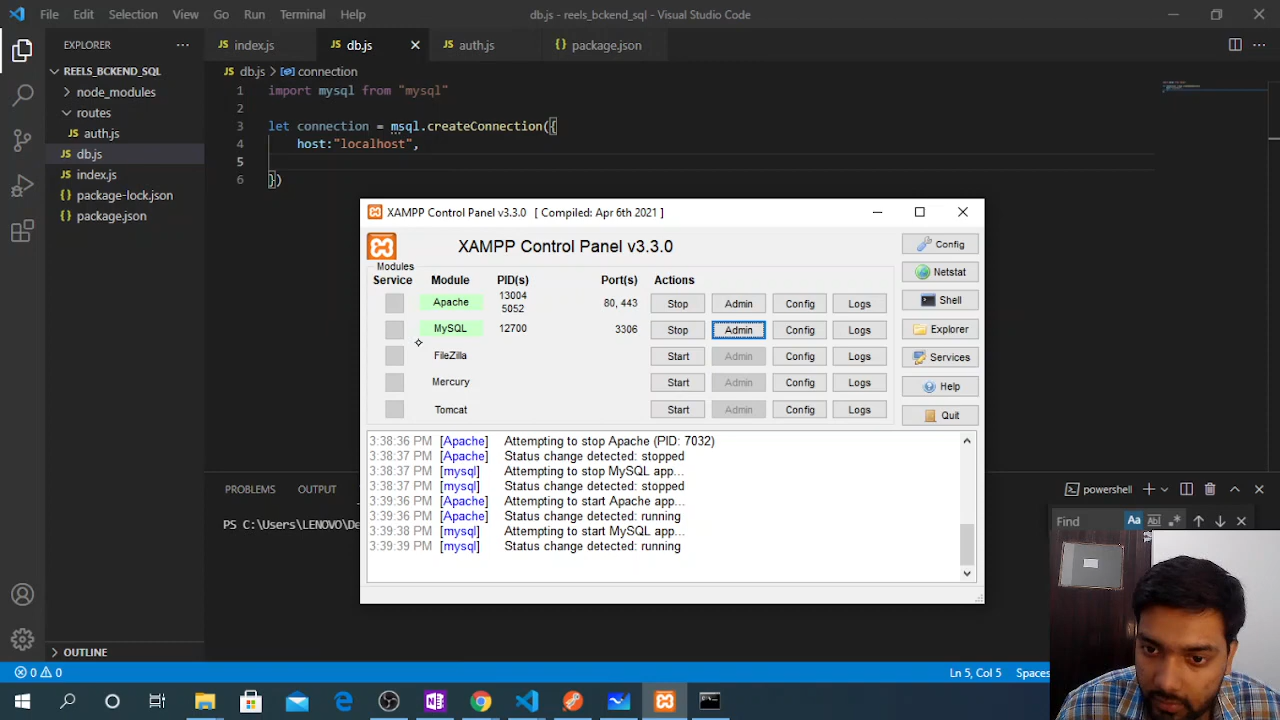 File Edit Selection View Go Run Terminal Help db.js - reels_bckend_sql - Visual Studio Code
EXPLORER
index.js db.js auth.js package.json
REELS_BCKEND_SQL
node_modules
routes
auth.js
db.js
index.js
package-lock.json
package.json
OUTLINE
db.js > connection
1 import mysql from "mysql"
2
3 let connection = msql.createConnection({
4 host:"localhost",
5
6 })
XAMPP Control Panel v3.3.0 [ Compiled: Apr 6th 2021 ]
XAMPP Control Panel v3.3.0
Config
Netstat
Shell
Explorer
Services
Help
Quit
Modules
Service Module PID(s) Port(s) Actions
Apache 13004 5052 80, 443 Stop Admin Config Logs
MySQL 12700 3306 Stop Admin Config Logs
FileZilla Start Admin Config Logs
Mercury Start Admin Config Logs
Tomcat Start Admin Config Logs
3:38:36 PM [Apache] Attempting to stop Apache (PID: 7032)
3:38:37 PM [Apache] Status change detected: stopped
3:38:37 PM [mysql] Attempting to stop MySQL app...
3:38:37 PM [mysql] Status change detected: stopped
3:39:36 PM [Apache] Attempting to start Apache app...
3:39:36 PM [Apache] Status change detected: running
3:39:38 PM [mysql] Attempting to start MySQL app...
3:39:39 PM [mysql] Status change detected: running
PROBLEMS OUTPUT powershell
PS C:\Users\LENOVO\De
Find Aa Ab
0 0 Ln 5, Col 5 Spaces